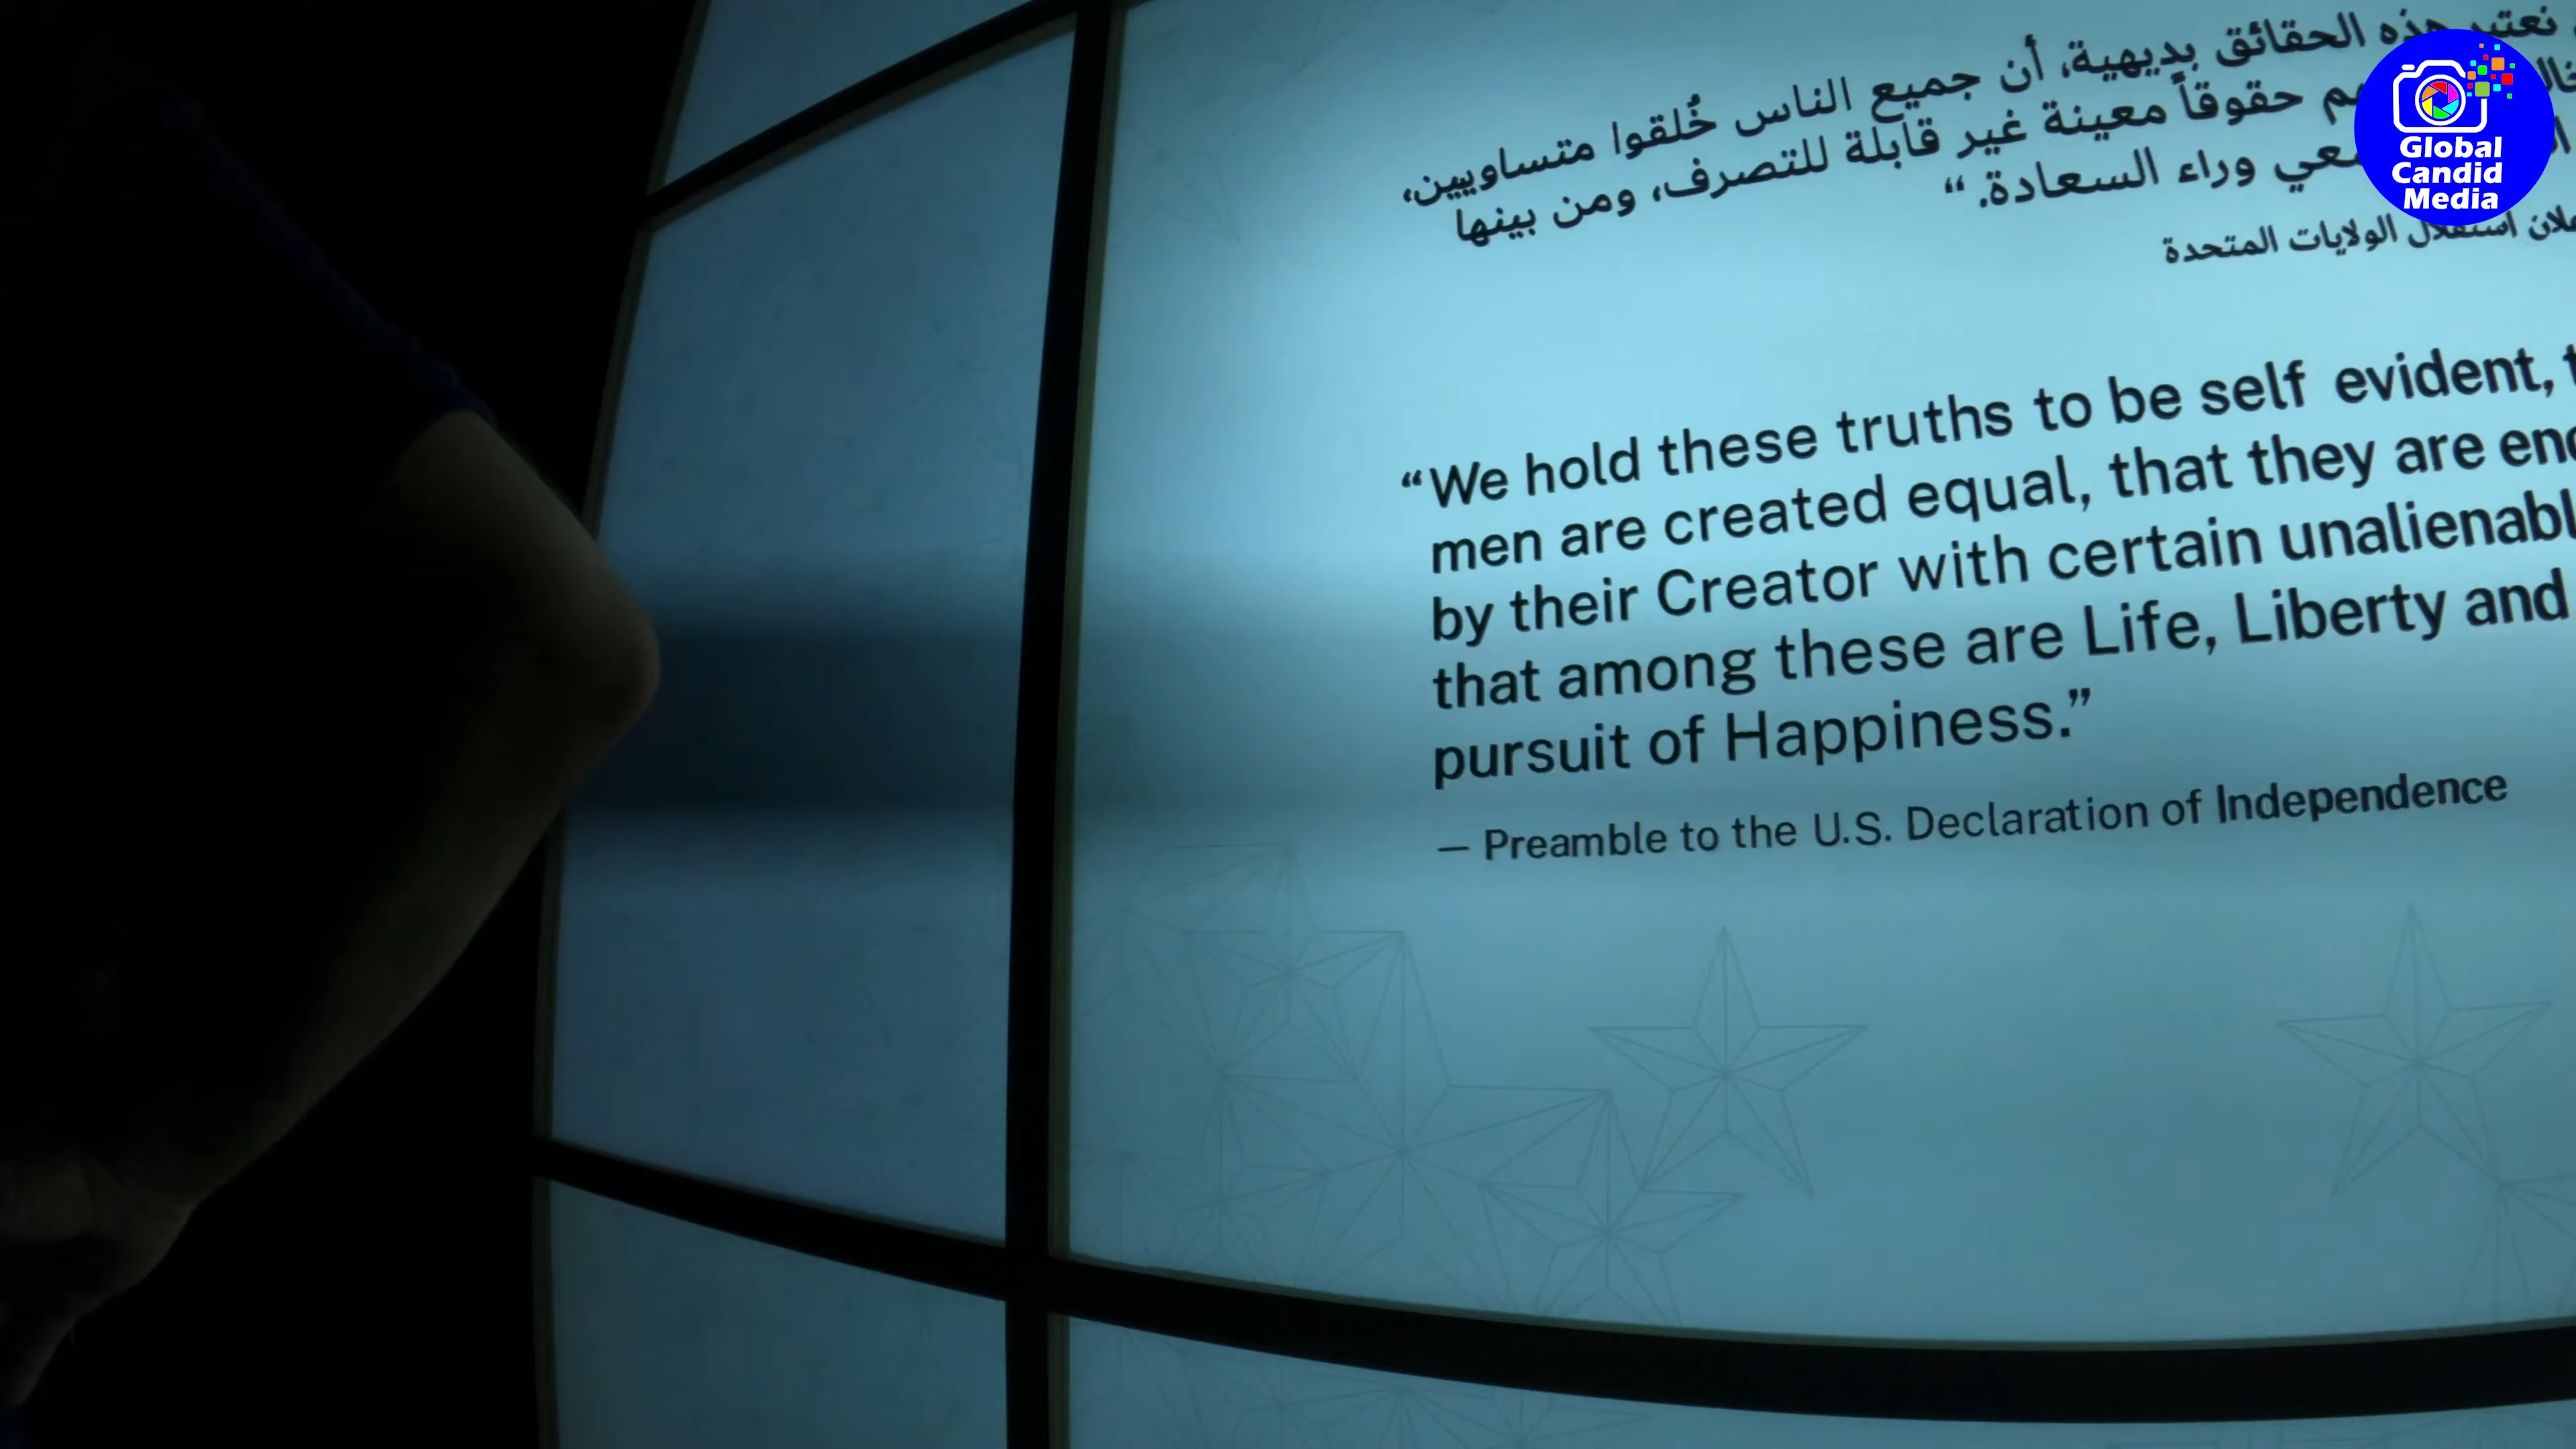 نعتبر هذه الحقائق بديهية، أن جميع الناس خُلقوا متساويين،
حقوقاً معينة غير قابلة للتصرف، ومن بينها
وراء السعادة.“
استقلال الولايات المتحدة
“We hold these truths to be self evident,
men are created equal, that they are
by their Creator with certain
that among these are Life, Liberty and
pursuit of Happiness.”
— Preamble to the U.S. Declaration of Independence
Global
Candid
Media